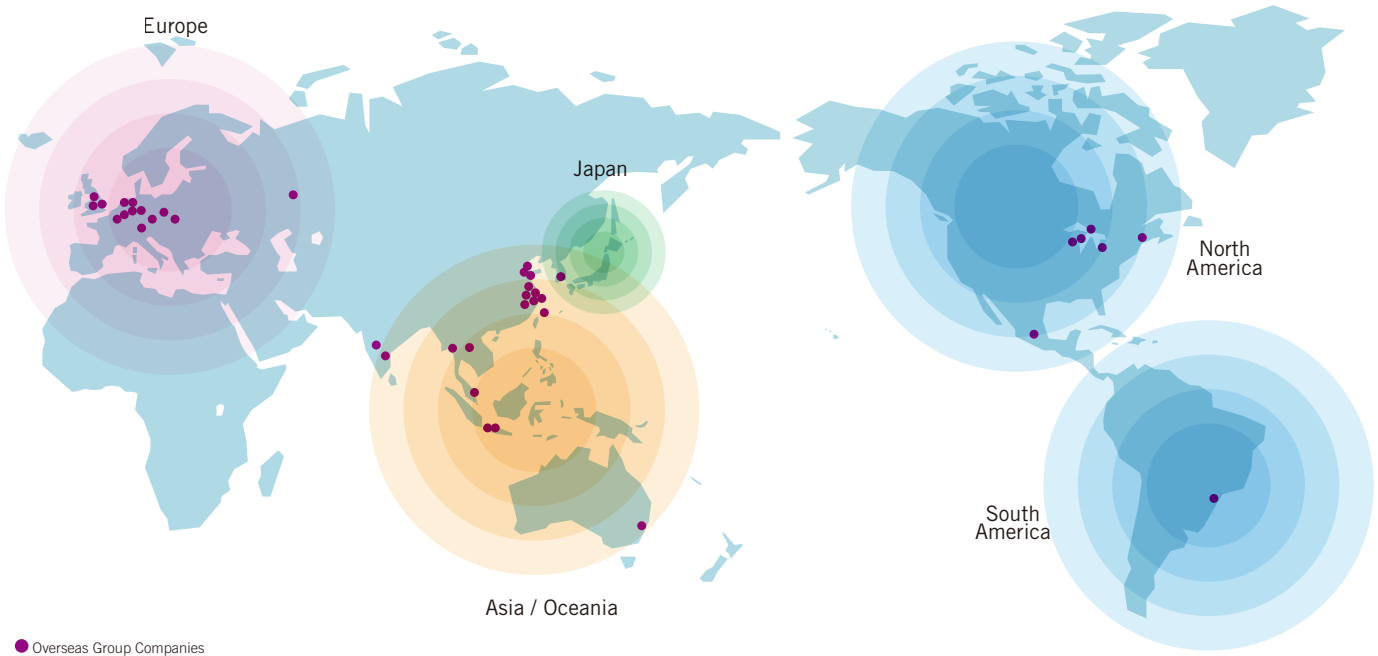 Europe
Japan
North
America
South
America
Asia / Oceania
Overseas Group Companies